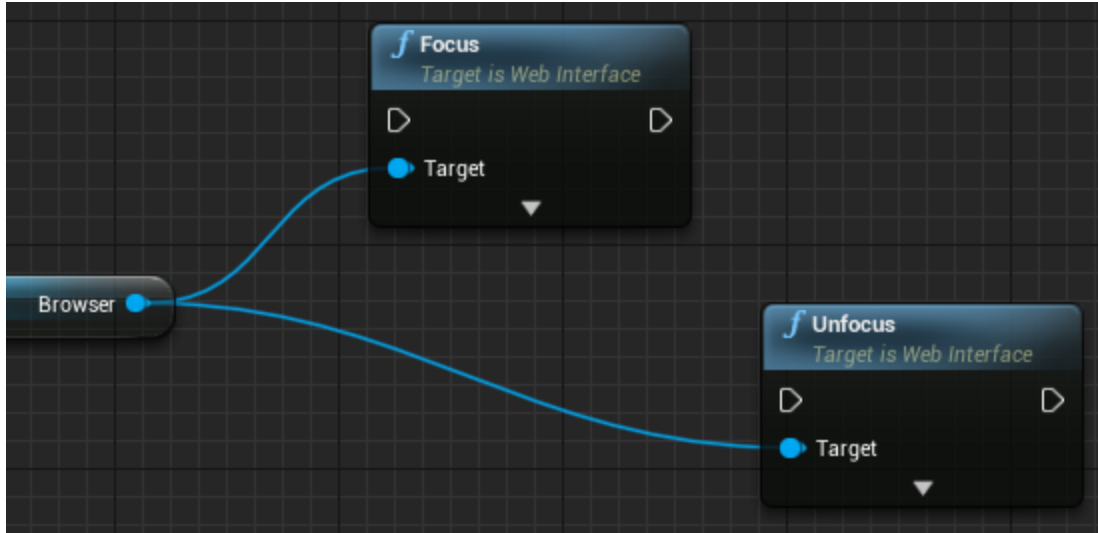 Focus
Target is Web Interface
Target
Browser
Unfocus
Target is Web Interface
Target